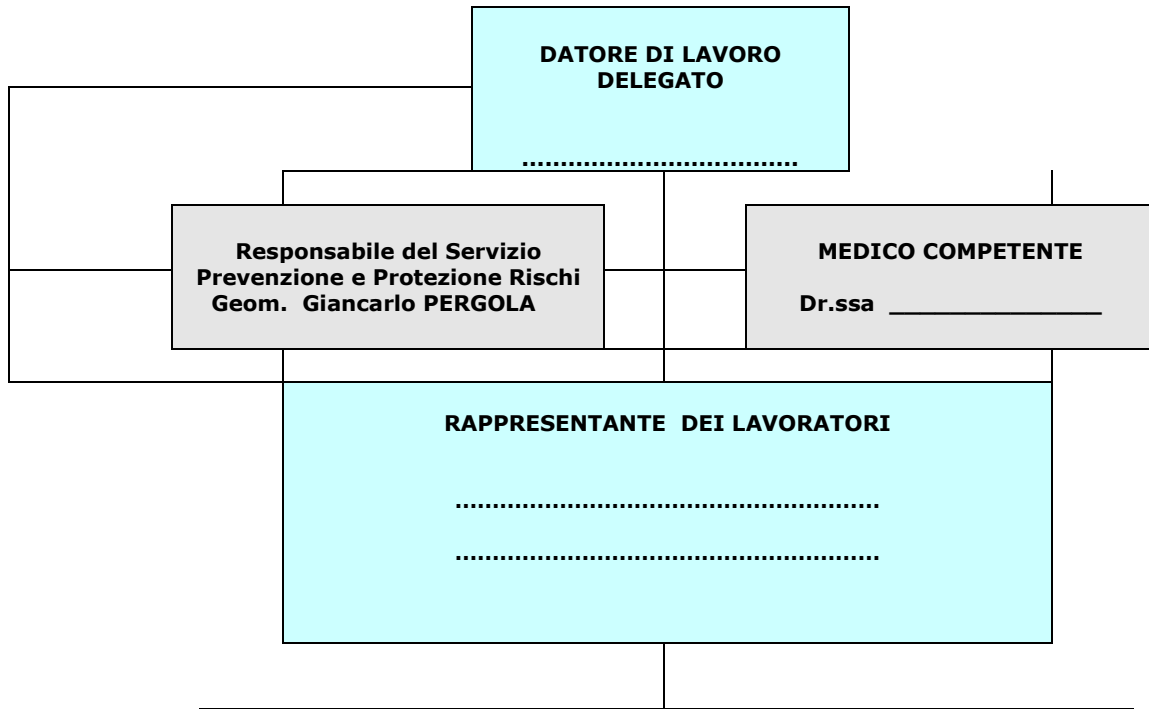 DATORE DI LAVORO
DELEGATO
....................................
Responsabile del Servizio
Prevenzione e Protezione Rischi
Geom. Giancarlo PERGOLA
MEDICO COMPETENTE
Dr.ssa ________________
RAPPRESENTANTE DEI LAVORATORI
........................................................
........................................................